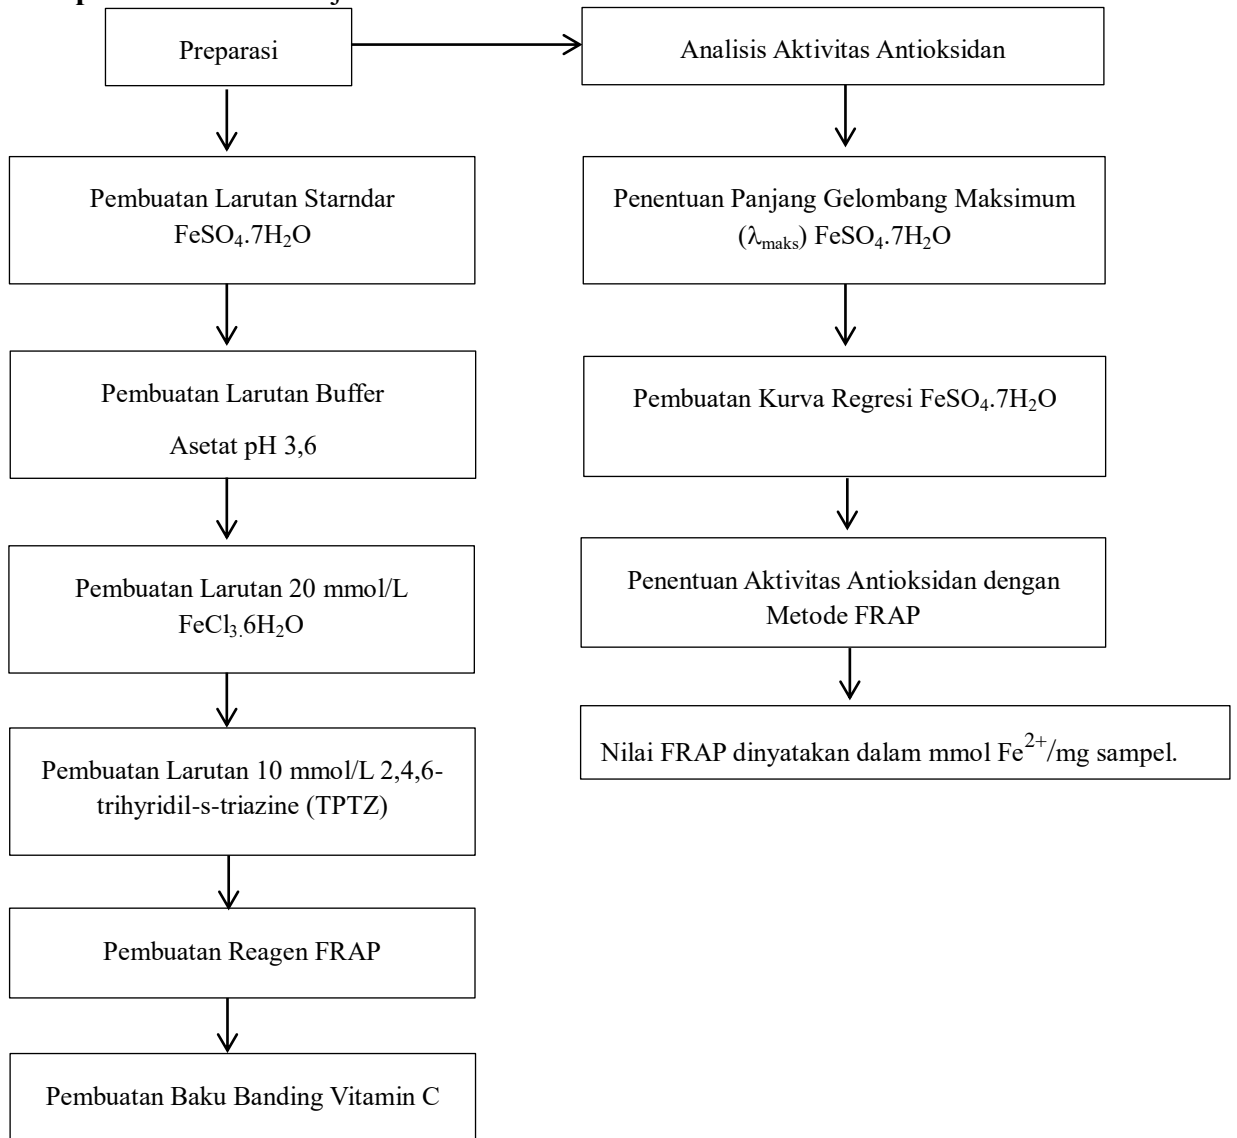 Preparasi
Analisis Aktivitas Antioksidan
Pembuatan Larutan Starndar
FeSO₄.7H₂O
Penentuan Panjang Gelombang Maksimum
(λmaks) FeSO₄.7H₂O
Pembuatan Larutan Buffer
Asetat pH 3,6
Pembuatan Kurva Regresi FeSO₄.7H₂O
Pembuatan Larutan 20 mmol/L
FeCl₃.6H₂O
Penentuan Aktivitas Antioksidan dengan
Metode FRAP
Pembuatan Larutan 10 mmol/L 2,4,6-
trihyridil-s-triazine (TPTZ)
Nilai FRAP dinyatakan dalam mmol Fe²⁺/mg sampel.
Pembuatan Reagen FRAP
Pembuatan Baku Banding Vitamin C